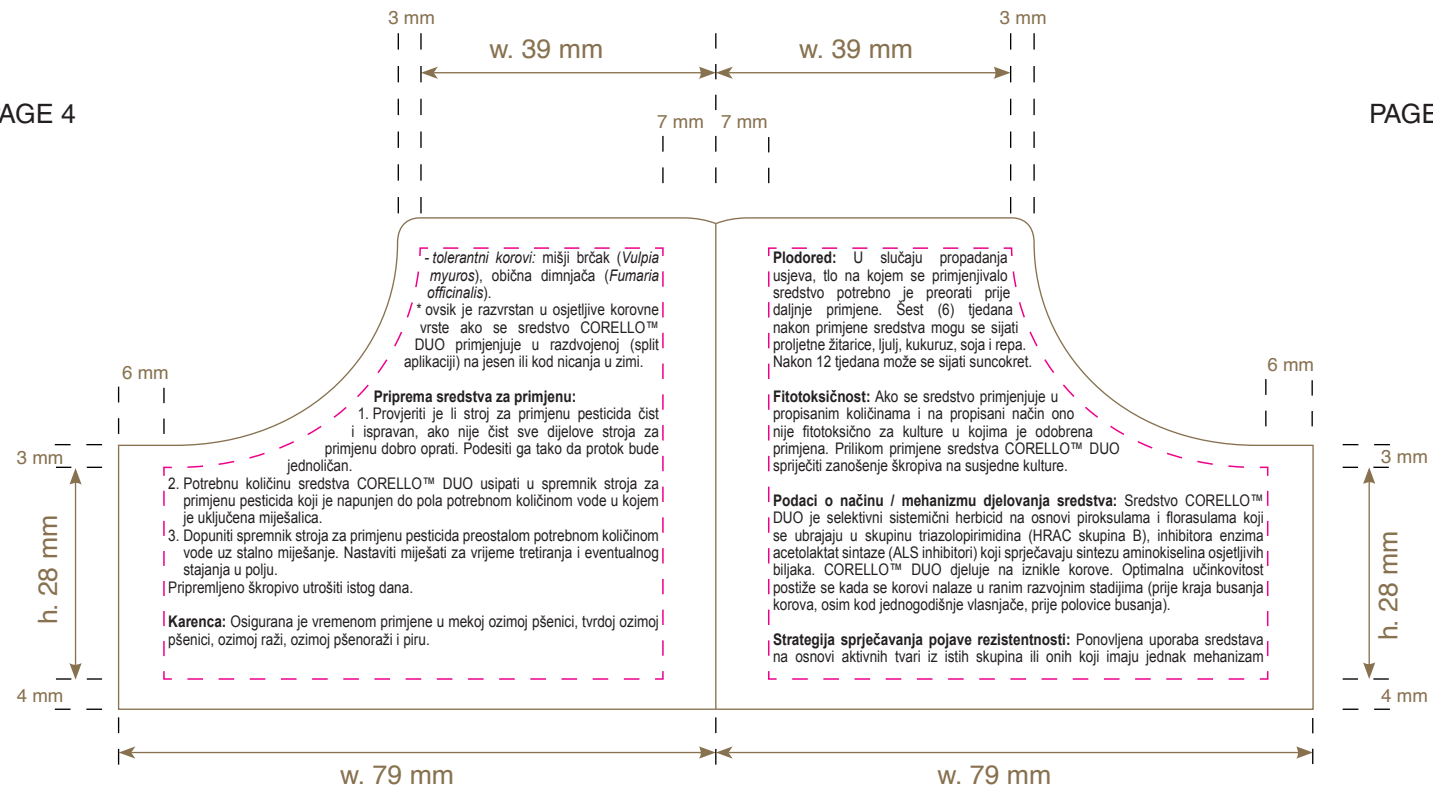 3 mm
3 mm
w. 39 mm
w. 39 mm
AGE 4
PAGE
7 mm
7 mm
- tolerantni korovi: mišji brčak (Vulpia
myuros), obična dimnjača (Fumaria
officinalis).
* ovsik je razvrstan u osjetljive korovne
vrste ako se sredstvo CORELLO™
DUO primjenjuje u razdvojenoj (split
aplikaciji) na jesen ili kod nicanja u zimi.
Priprema sredstva za primjenu:
1. Provjeriti je li stroj za primjenu pesticida čist
i ispravan, ako nije čist sve dijelove stroja za
primjenu dobro oprati. Podesiti ga tako da protok bude
jednoličan.
2. Potrebnu količinu sredstva CORELLO™ DUO usipati u spremnik stroja za
primjenu pesticida koji je napunjen do pola potrebnom količinom vode u kojem
je uključena miješalica.
3. Dopuniti spremnik stroja za primjenu pesticida preostalom potrebnom količinom
vode uz stalno miješanje. Nastaviti miješati za vrijeme tretiranja i eventualnog
stajanja u polju.
Pripremljeno škropivo utrošiti istog dana.
Karenca: Osigurana je vremenom primjene u mekoj ozimoj pšenici, tvrdoj ozimoj
pšenici, ozimoj raži, ozimoj pšenoraži i piru.
Plodored: U slučaju propadanja
usjeva, tlo na kojem se primjenjivalo
sredstvo potrebno je preorati prije
daljnje primjene. Šest (6) tjedana
nakon primjene sredstva mogu se sijati
proljetne žitarice, ljulj, kukuruz, soja i repa.
Nakon 12 tjedana može se sijati suncokret.
Fitotoksičnost: Ako se sredstvo primjenjuje u
propisanim količinama i na propisani način ono
nije fitotoksično za kulture u kojima je odobrena
primjena. Prilikom primjene sredstva CORELLO™ DUO
spriječiti zanošenje škropiva na susjedne kulture.
Podaci o načinu / mehanizmu djelovanja sredstva: Sredstvo CORELLO™
DUO je selektivni sistemični herbicid na osnovi piroksulama i florasulama koji
se ubrajaju u skupinu triazolopirimidina (HRAC skupina B), inhibitora enzima
acetolaktat sintaze (ALS inhibitori) koji sprječavaju sintezu aminokiselina osjetljivih
biljaka. CORELLO™ DUO djeluje na iznikle korove. Optimalna učinkovitost
postiže se kada se korovi nalaze u ranim razvojnim stadijima (prije kraja busanja
korova, osim kod jednogodišnje vlasnjače, prije polovice busanja).
Strategija sprječavanja pojave rezistentnosti: Ponovljena uporaba sredstava
na osnovi aktivnih tvari iz istih skupina ili onih koji imaju jednak mehanizam
6 mm
6 mm
3 mm
3 mm
h. 28 mm
h. 28 mm
4 mm
4 mm
w. 79 mm
w. 79 mm